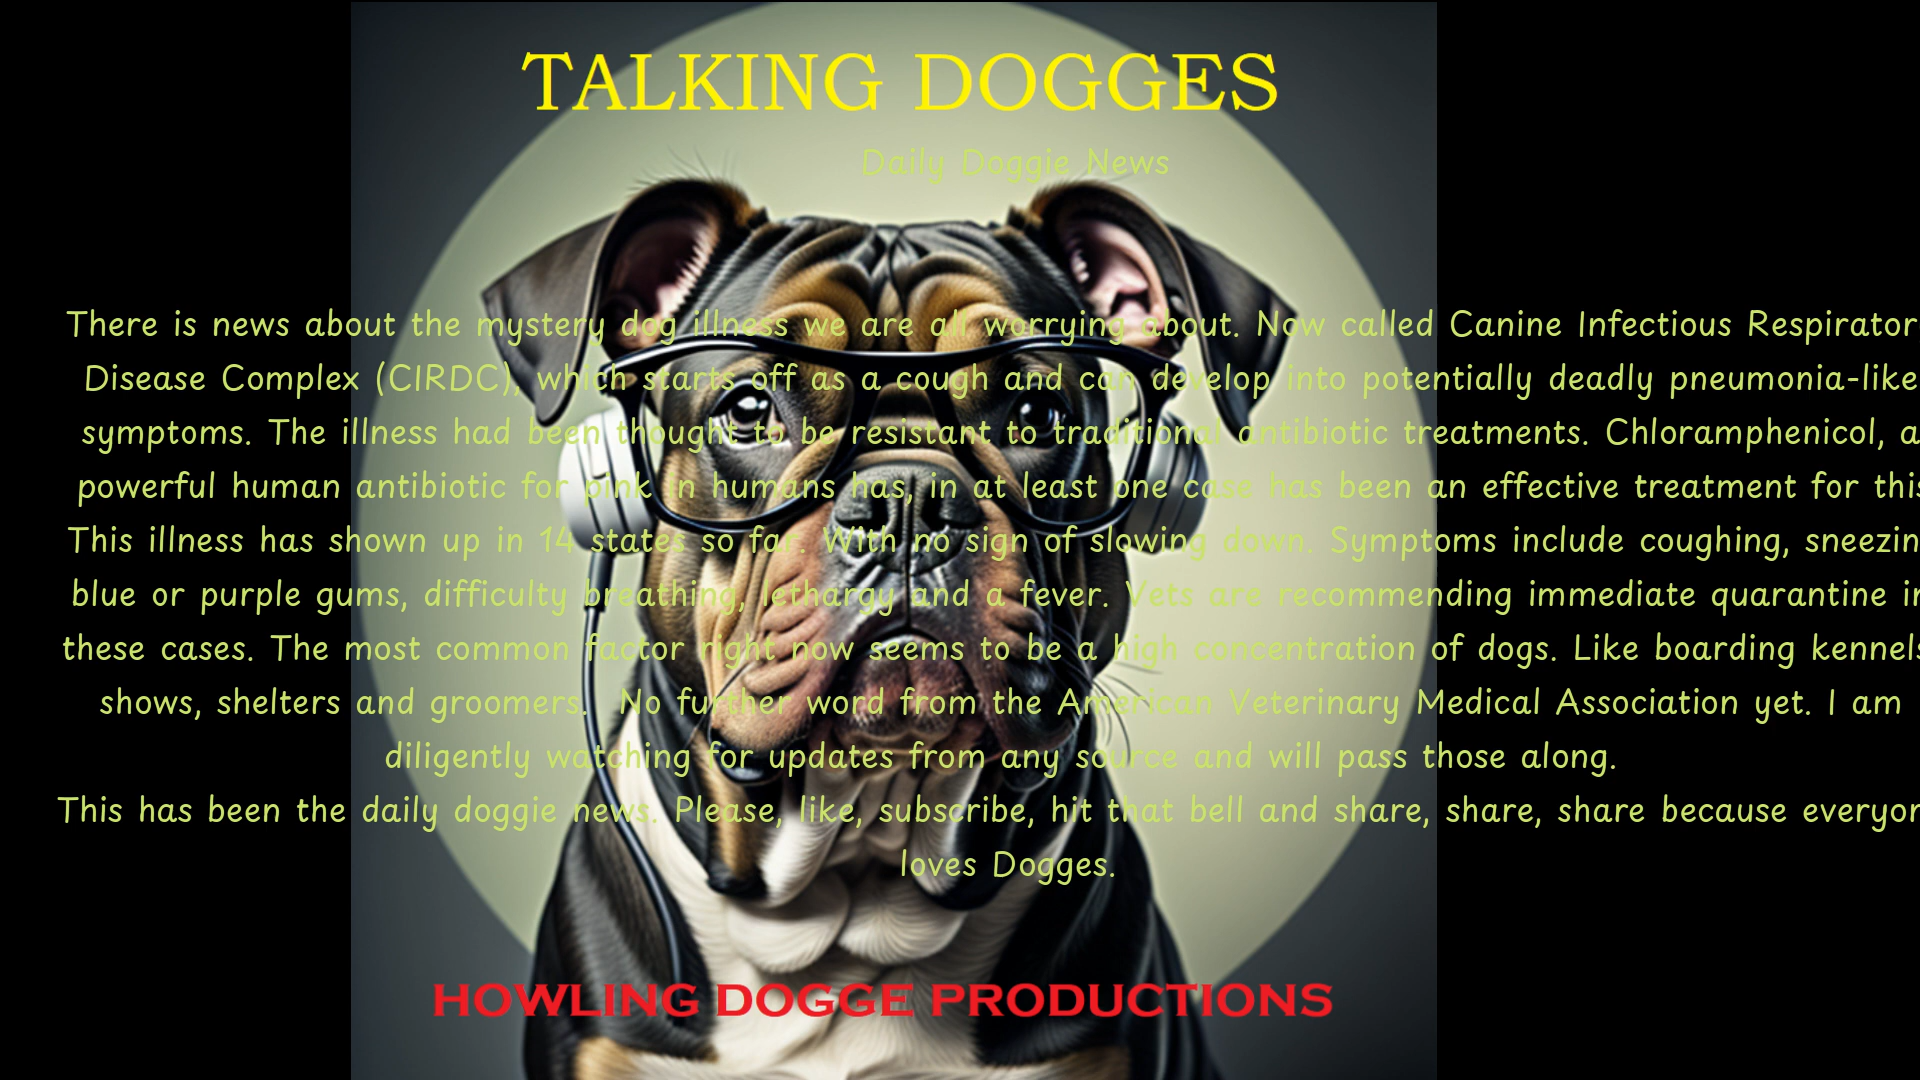 TALKING DOGGES
Daily Doggie News
There is news about the mystery dog illness we are all worrying about. Now called Canine Infectious Respirator
Disease Complex (CIRDC), which starts off as a cough and can develop into potentially deadly pneumonia-like
symptoms. The illness had been thought to be resistant to traditional antibiotic treatments. Chloramphenicol, a
powerful human antibiotic for pink in humans has, in at least one case has been an effective treatment for this
This illness has shown up in 14 states so far. With no sign of slowing down. Symptoms include coughing, sneezin
blue or purple gums, difficulty breathing, lethargy and a fever. Vets are recommending immediate quarantine in
these cases. The most common factor right now seems to be a high concentration of dogs. Like boarding kennels
shows, shelters and groomers. No further word from the American Veterinary Medical Association yet. I am
diligently watching for updates from any source and will pass those along.
This has been the daily doggie news. Please, like, subscribe, hit that bell and share, share, share because everyon
loves Dogges.
HOWLING DOGGE PRODUCTIONS